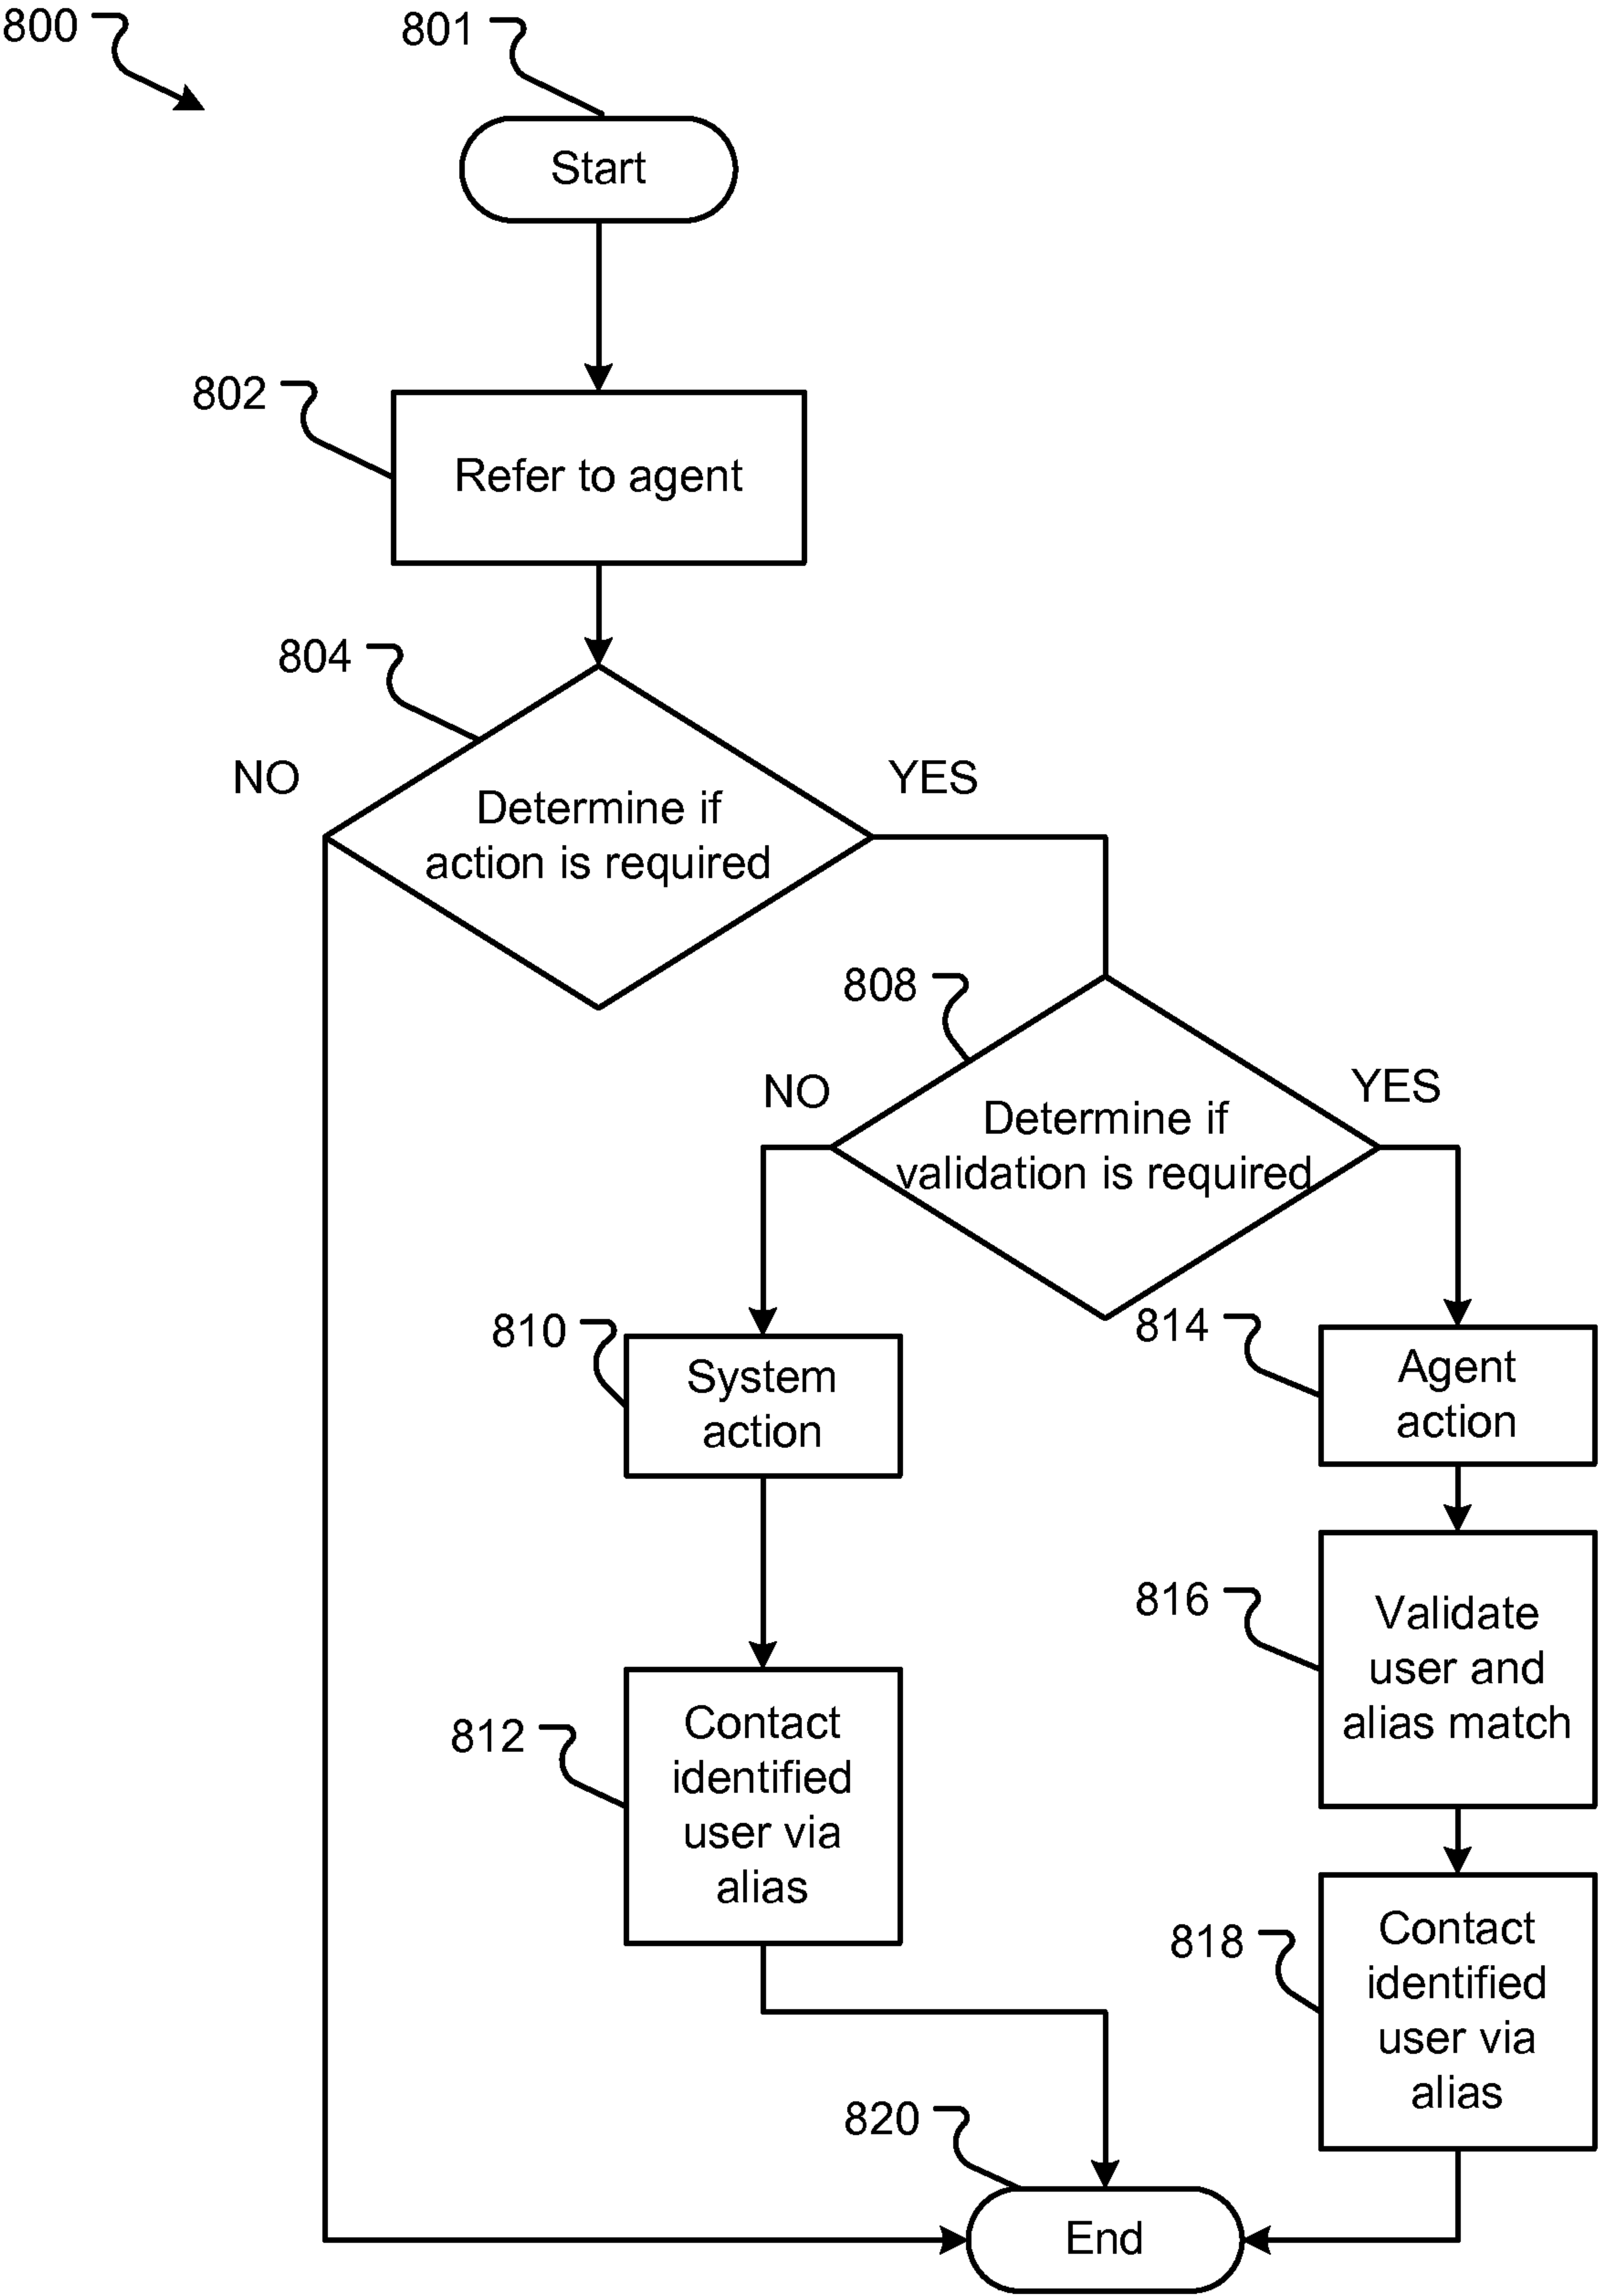 800
801
Start
802
Refer to agent
804
NO
YES
Determine if
action is required
808
NO
YES
Determine if
validation is required
810
System
action
814
Agent
action
816
Validate
user and
alias match
812
Contact
identified
user via
alias
818
Contact
identified
user via
alias
820
End